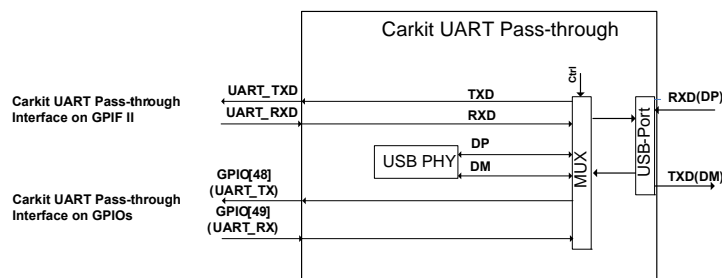 Carkit UART Pass-through
Ctrl
UART_TXD
TXD
RXD(DP)
Carkit UART Pass-through
Interface on GPIF II
UART_RXD
RXD
USB PHY
DP
DM
MUX
USB-Port
TXD(DM)
GPIO[48]
(UART_TX)
Carkit UART Pass-through
Interface on GPIOs
GPIO[49]
(UART_RX)